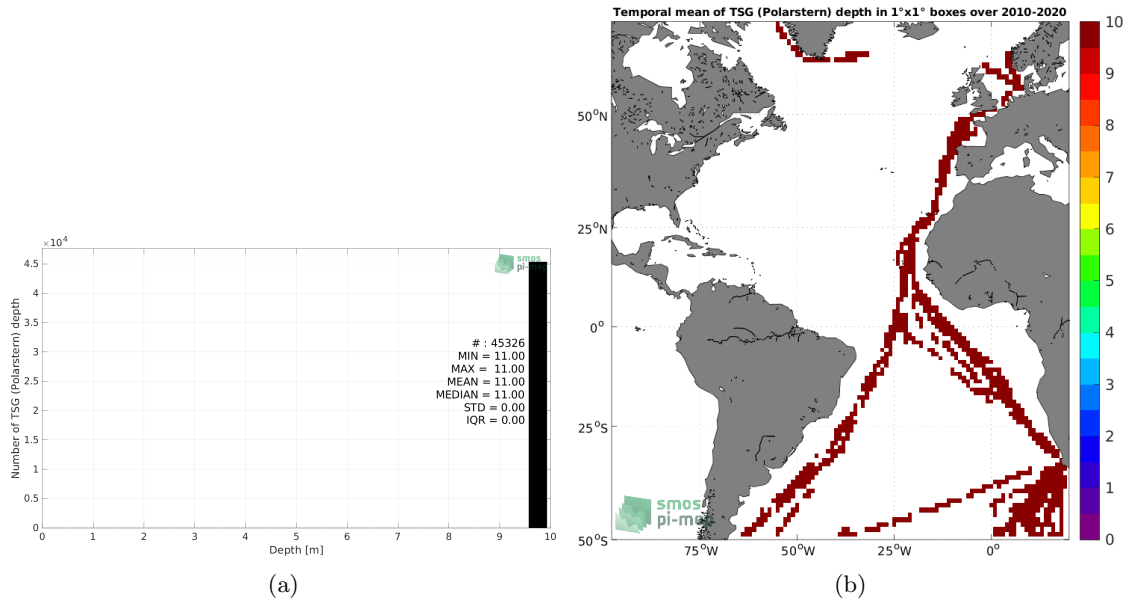 ×10⁴
4.5
4
3.5
3
2.5
2
1.5
1
0.5
0
Number of TSG (Polarstern) depth
smos
pi-mep
# : 45326
MIN = 11.00
MAX = 11.00
MEAN = 11.00
MEDIAN = 11.00
STD = 0.00
IQR = 0.00
0 1 2 3 4 5 6 7 8 9 10
Depth [m]
(a)
Temporal mean of TSG (Polarstern) depth in 1°x1° boxes over 2010-2020
50°N
25°N
0°
25°S
50°S
75°W 50°W 25°W 0°
smos
pi-mep
10
9
8
7
6
5
4
3
2
1
0
(b)